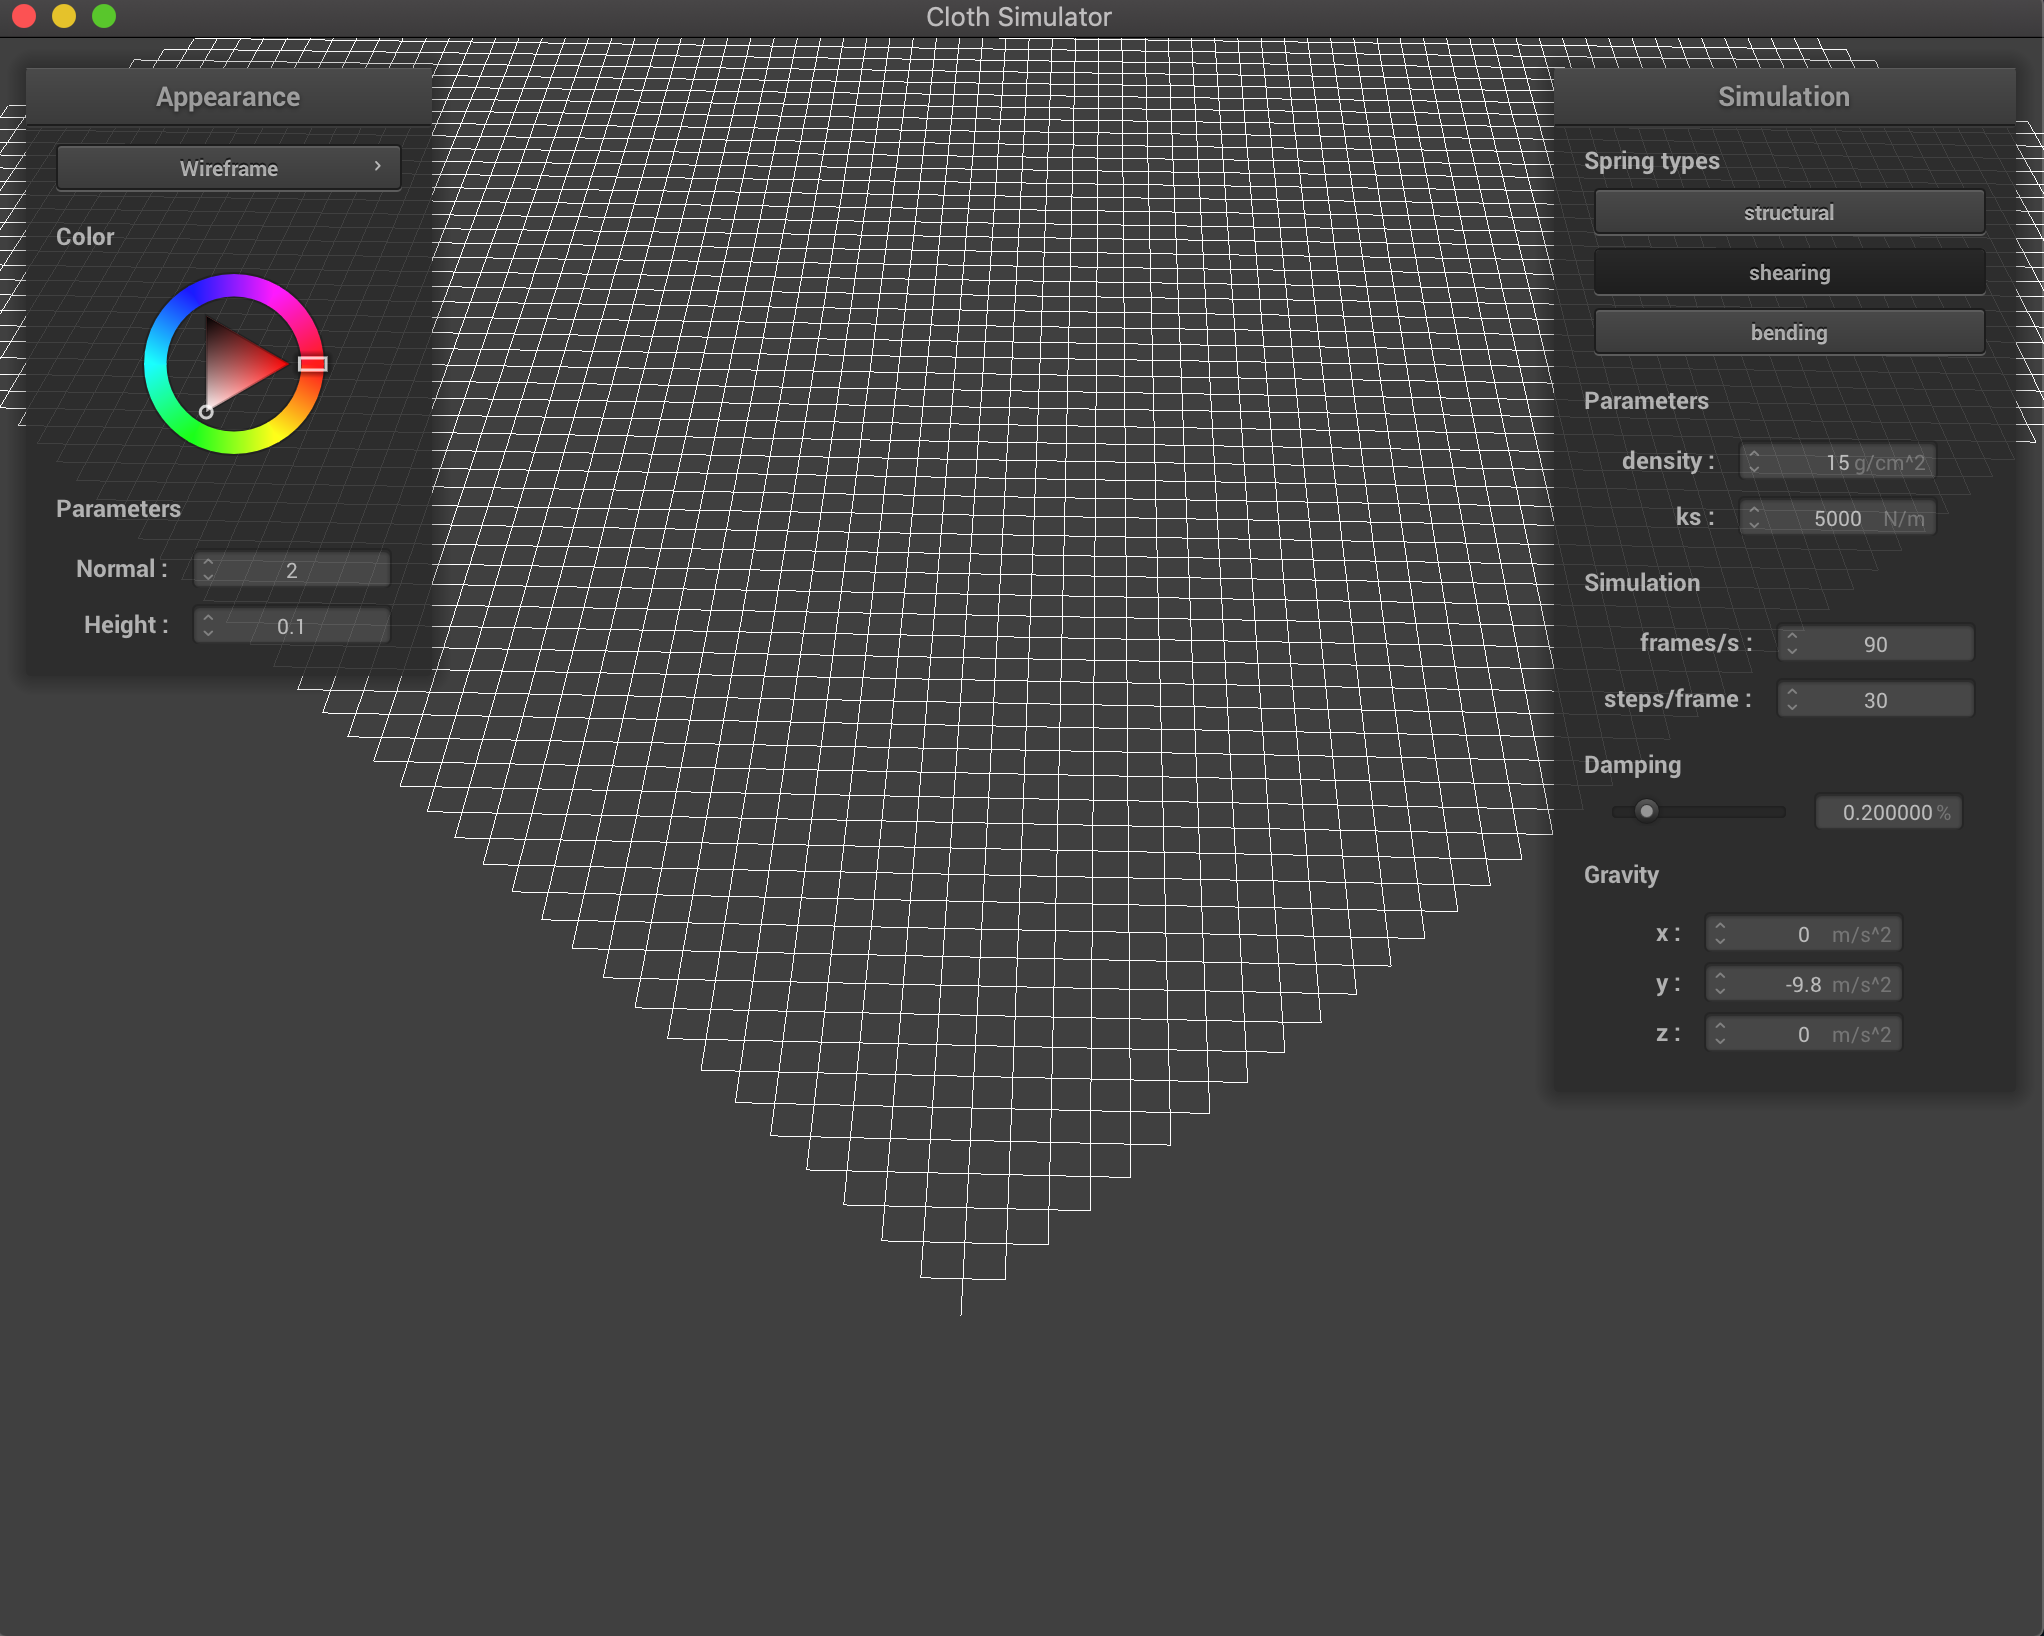 Cloth Simulator
Appearance
Wireframe
Color
Parameters
Normal : 2
Height : 0.1
Simulation
Spring types
structural
shearing
bending
Parameters
density : 15 g/cm^2
ks : 5000 N/m
Simulation
frames/s : 90
steps/frame : 30
Damping
0.200000 %
Gravity
x : 0 m/s^2
y : -9.8 m/s^2
z : 0 m/s^2